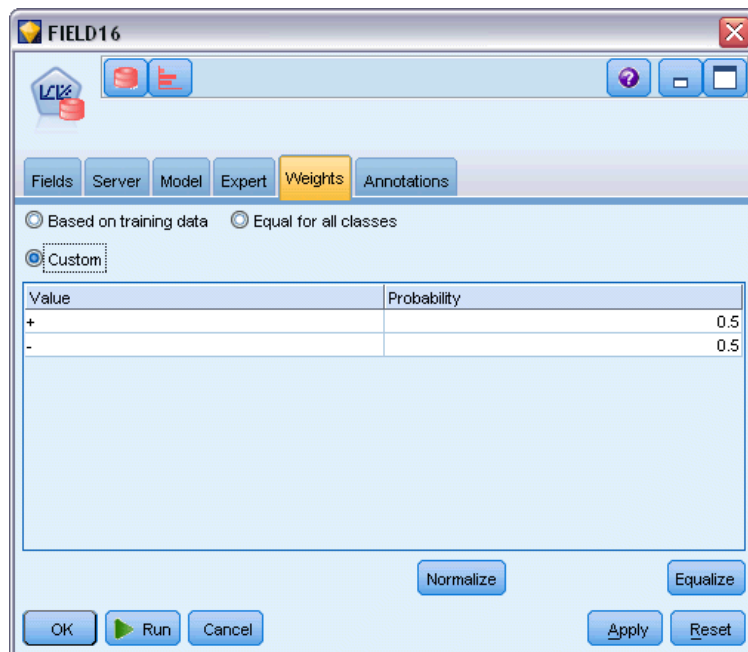 FIELD16
Fields Server Model Expert Weights Annotations
Based on training data Equal for all classes
Custom
Value Probability
+ 0.5
- 0.5
Normalize Equalize
OK Run Cancel Apply Reset